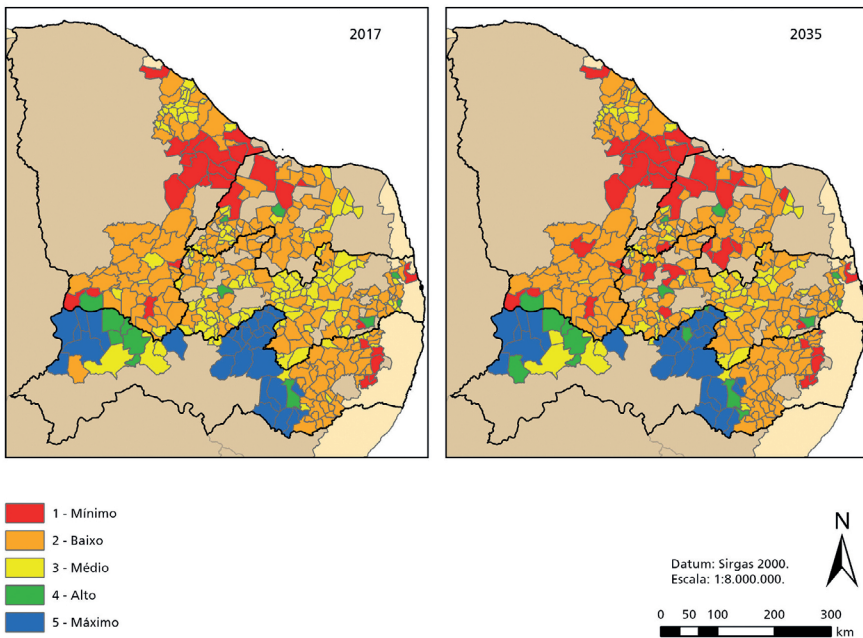 2017
2035
1 - Mínimo
2 - Baixo
3 - Médio
4 - Alto
5 - Máximo
N
Datum: Sirgas 2000.
Escala: 1:8.000.000.
0 50 100 200 300
km